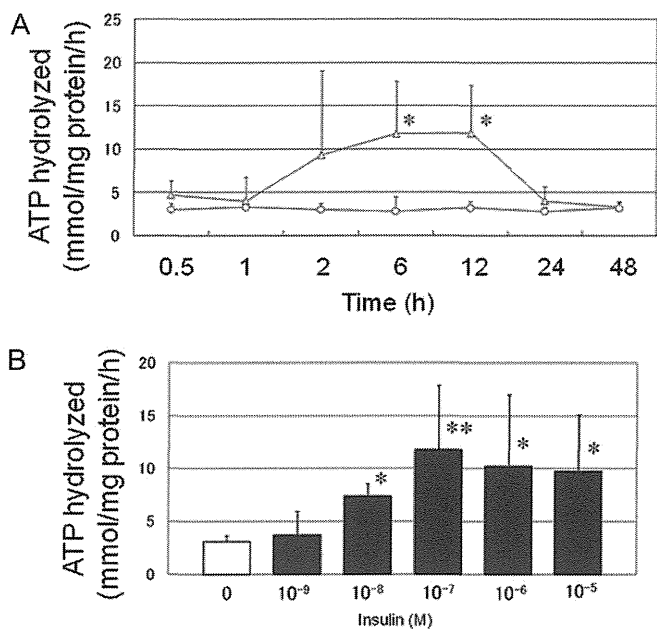 A
ATP hydrolyzed
(mmol/mg protein/h)
25
20
15
10
5
0
*
*
0.5 1 2 6 12 24 48
Time (h)
B
ATP hydrolyzed
(mmol/mg protein/h)
20
15
10
5
0
*
**
*
*
0 10⁻⁹ 10⁻⁸ 10⁻⁷ 10⁻⁶ 10⁻⁵
Insulin (M)